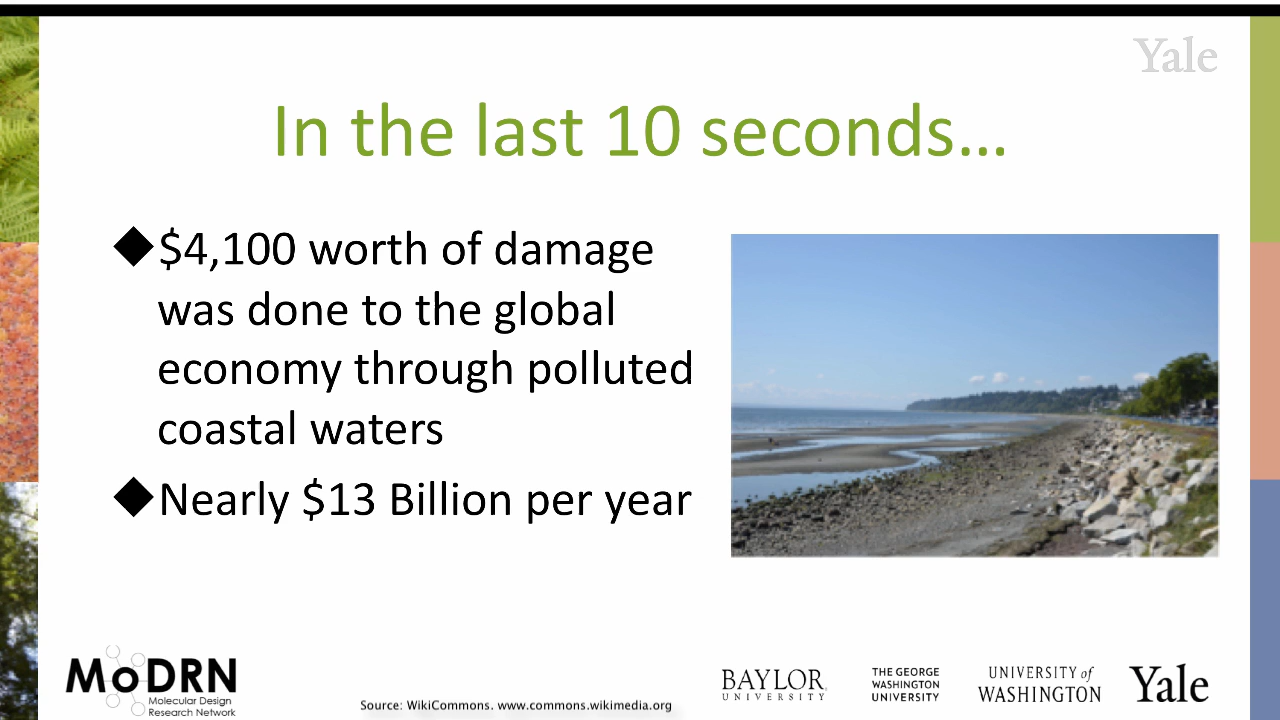 Yale
In the last 10 seconds...
◆$4,100 worth of damage
was done to the global
economy through polluted
coastal waters
◆Nearly $13 Billion per year
MoDRN
Molecular Design
Research Network
Source: WikiCommons. www.commons.wikimedia.org
BAYLOR
UNIVERSITY
THE GEORGE
WASHINGTON
UNIVERSITY
UNIVERSITY of
WASHINGTON
Yale